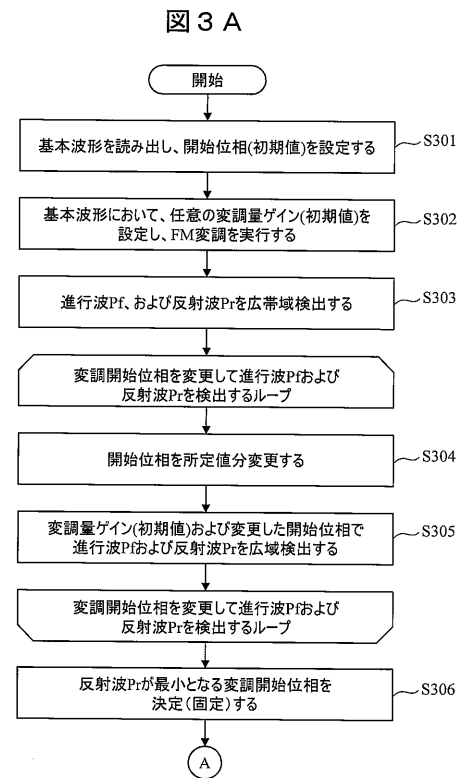 図３Ａ
開始
基本波形を読み出し、開始位相(初期値)を設定する
S301
基本波形において、任意の変調量ゲイン(初期値)を
設定し、FM変調を実行する
S302
進行波Pf、および反射波Prを広帯域検出する
S303
変調開始位相を変更して進行波Pfおよび
反射波Prを検出するループ
開始位相を所定値分変更する
S304
変調量ゲイン(初期値)および変更した開始位相で
進行波Pfおよび反射波Prを広域検出する
S305
変調開始位相を変更して進行波Pfおよび
反射波Prを検出するループ
反射波Prが最小となる変調開始位相を
決定(固定)する
S306
A